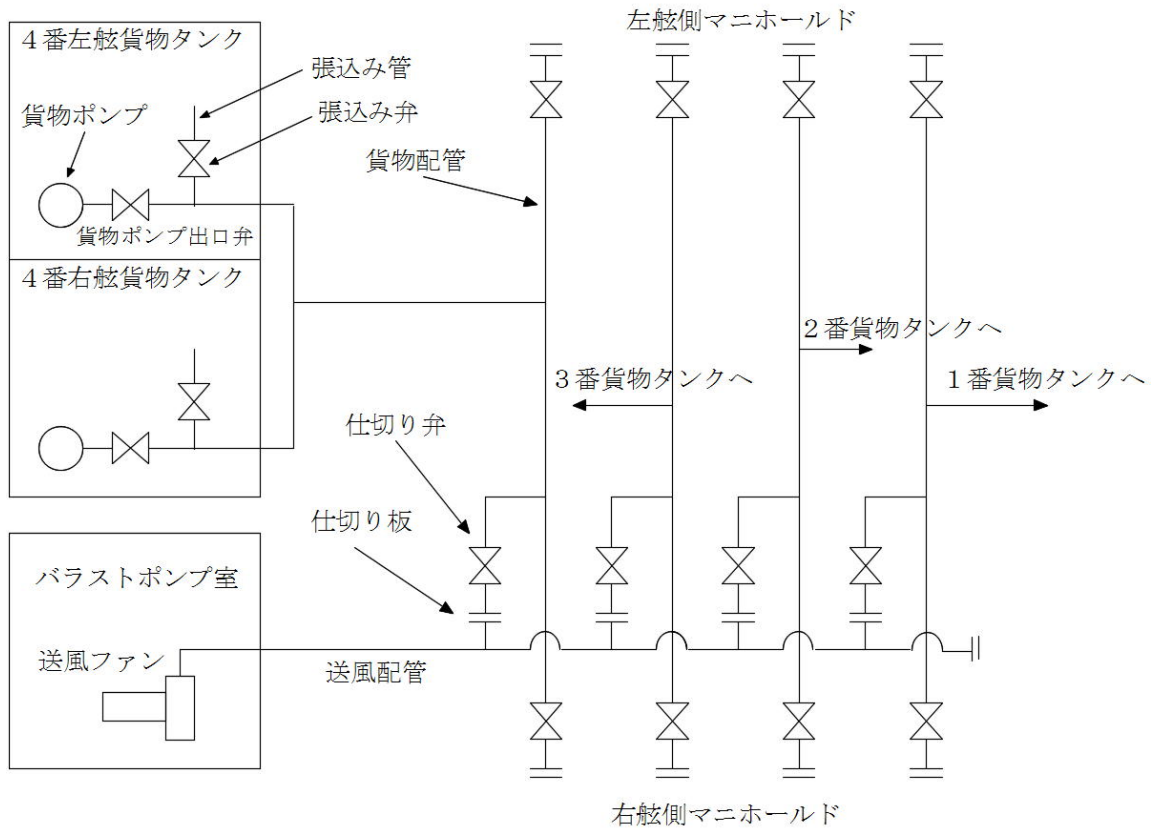 左舷側マニホールド
４番左舷貨物タンク
張込み管
貨物ポンプ
張込み弁
貨物配管
貨物ポンプ出口弁
４番右舷貨物タンク
２番貨物タンクへ
３番貨物タンクへ
１番貨物タンクへ
仕切り弁
仕切り板
バラストポンプ室
送風ファン
送風配管
右舷側マニホールド